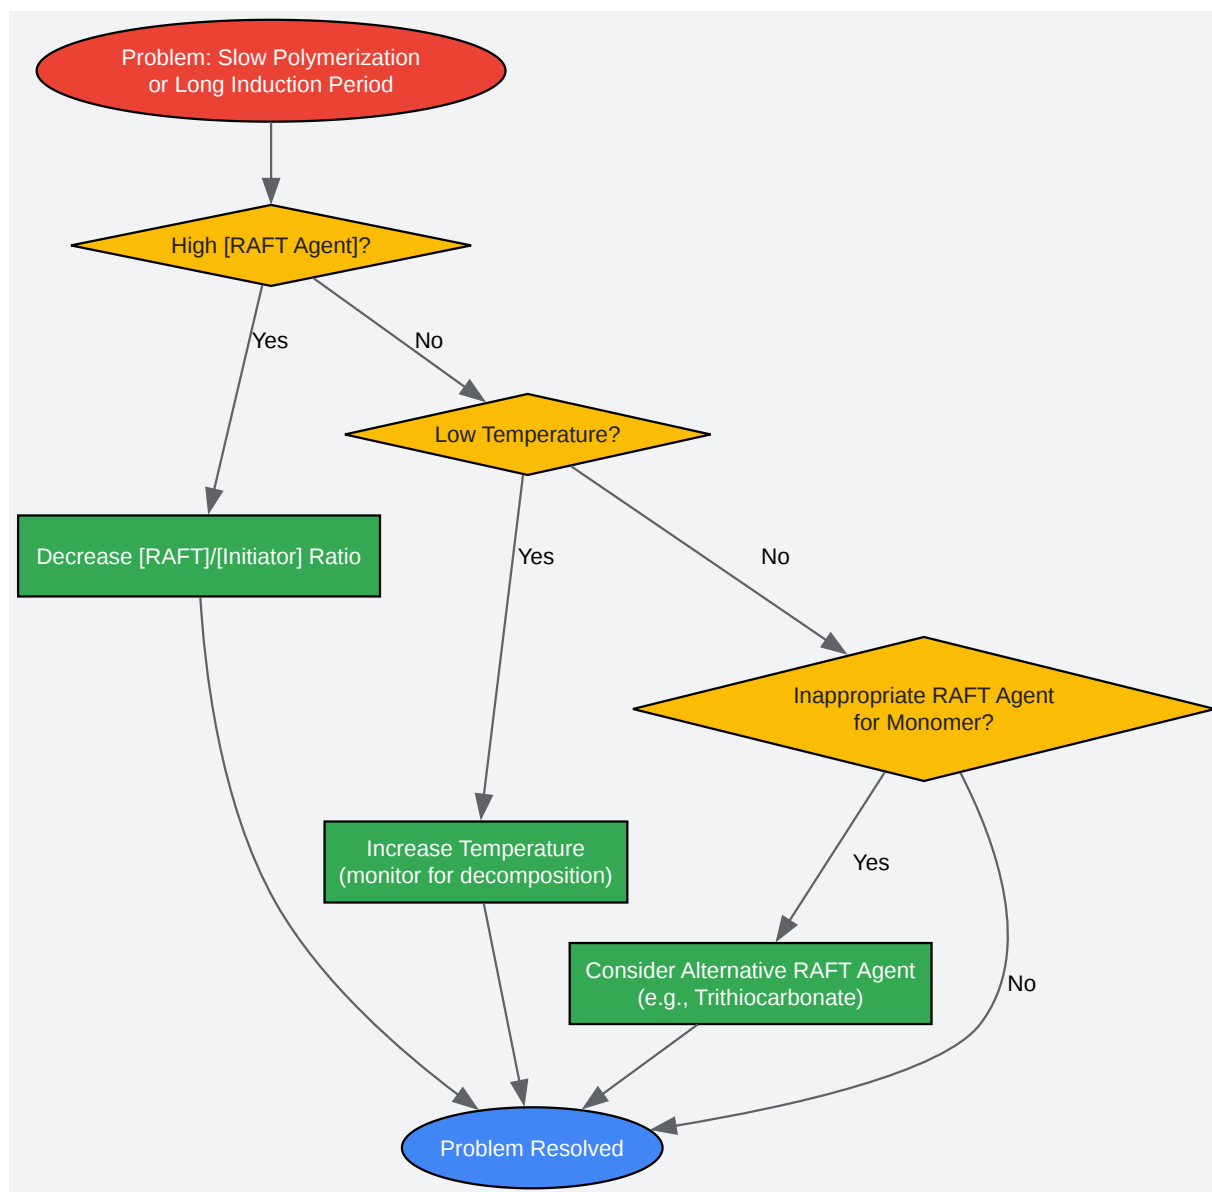 Problem: Slow Polymerization
or Long Induction Period
High [RAFT Agent]?
Yes
No
Low Temperature?
Decrease [RAFT]/[Initiator] Ratio
Yes
No
Inappropriate RAFT Agent
for Monomer?
Increase Temperature
(monitor for decomposition)
Yes
Consider Alternative RAFT Agent
(e.g., Trithiocarbonate)
No
Problem Resolved